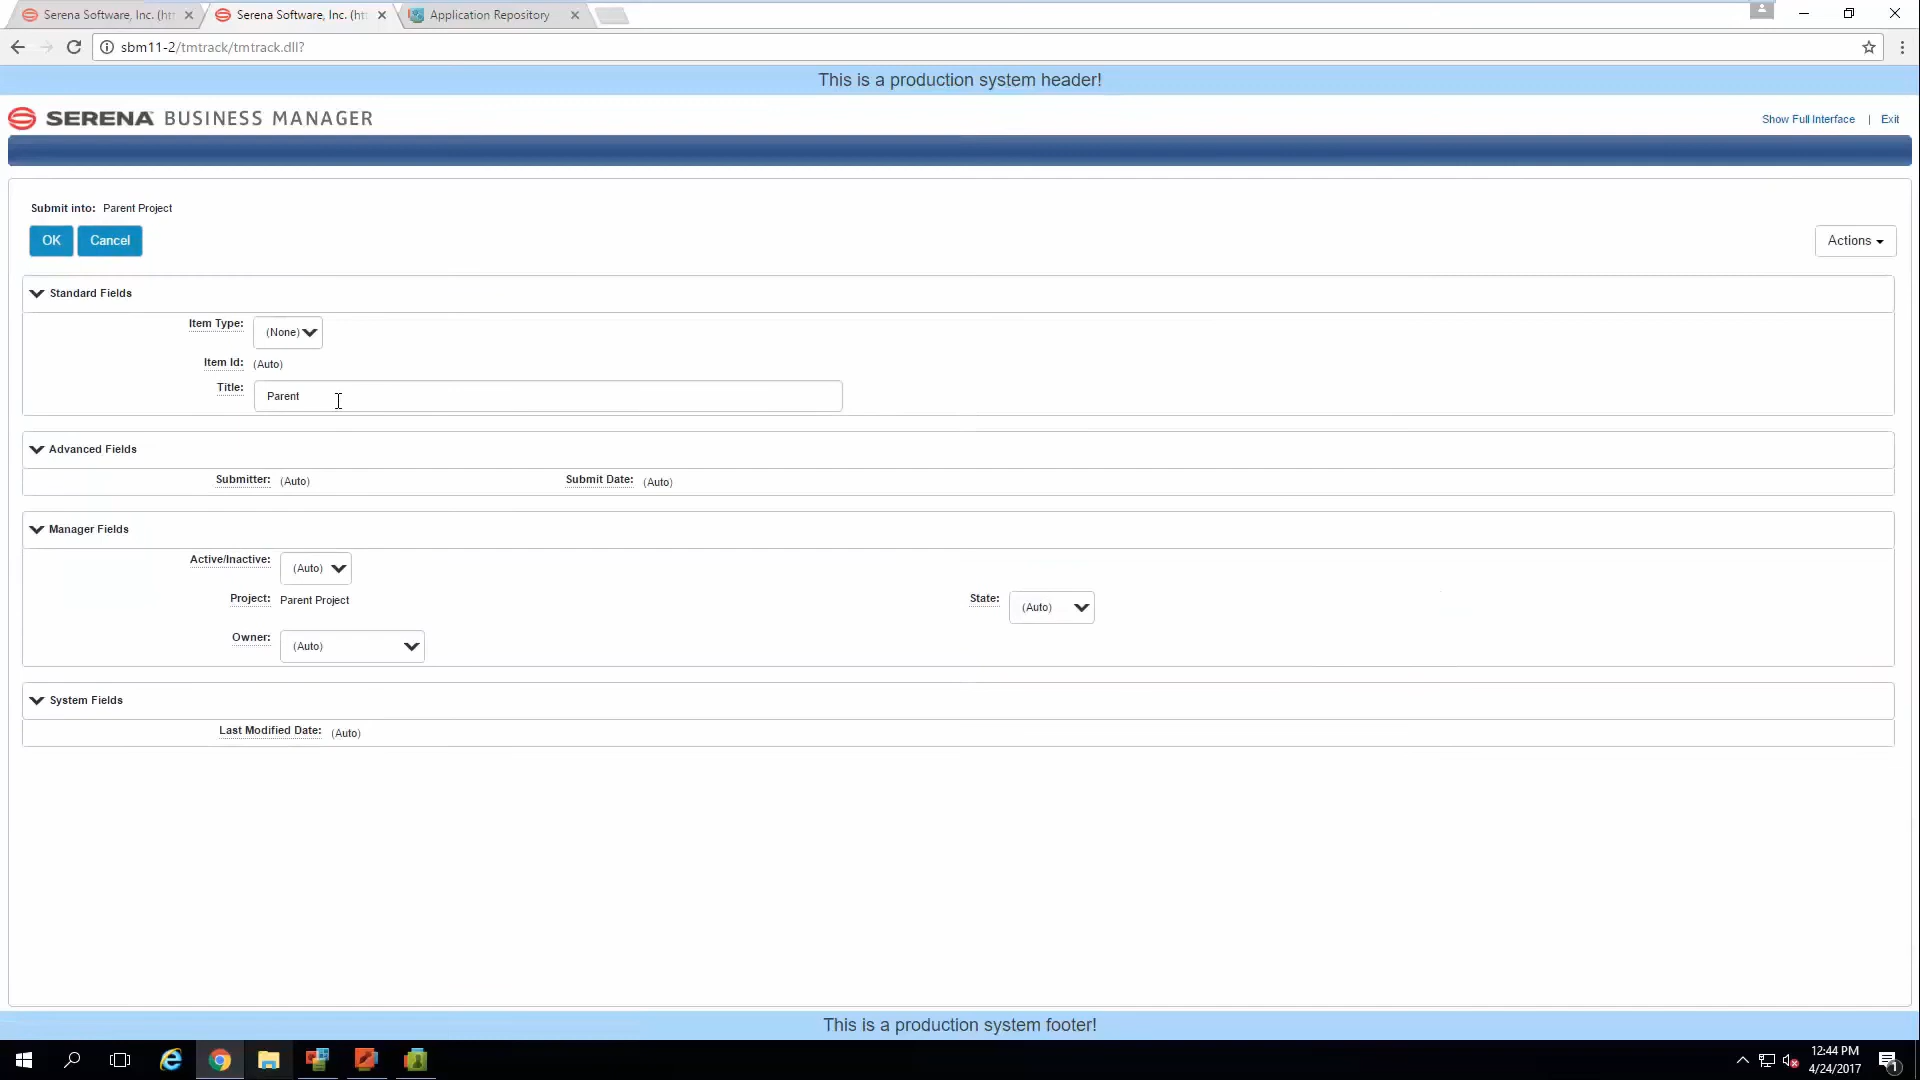 Serena Software, Inc. (htt
Serena Software, Inc. (htt
Application Repository
sbm11-2/tmtrack/tmtrack.dll?
This is a production system header!
SERENA BUSINESS MANAGER
Show Full Interface | Exit
Submit into: Parent Project
OK Cancel
Actions
Standard Fields
Item Type: (None)
Item Id: (Auto)
Title: Parent
Advanced Fields
Submitter: (Auto) Submit Date: (Auto)
Manager Fields
Active/Inactive: (Auto)
Project: Parent Project State: (Auto)
Owner: (Auto)
System Fields
Last Modified Date: (Auto)
This is a production system footer!
12:44 PM
4/24/2017
1